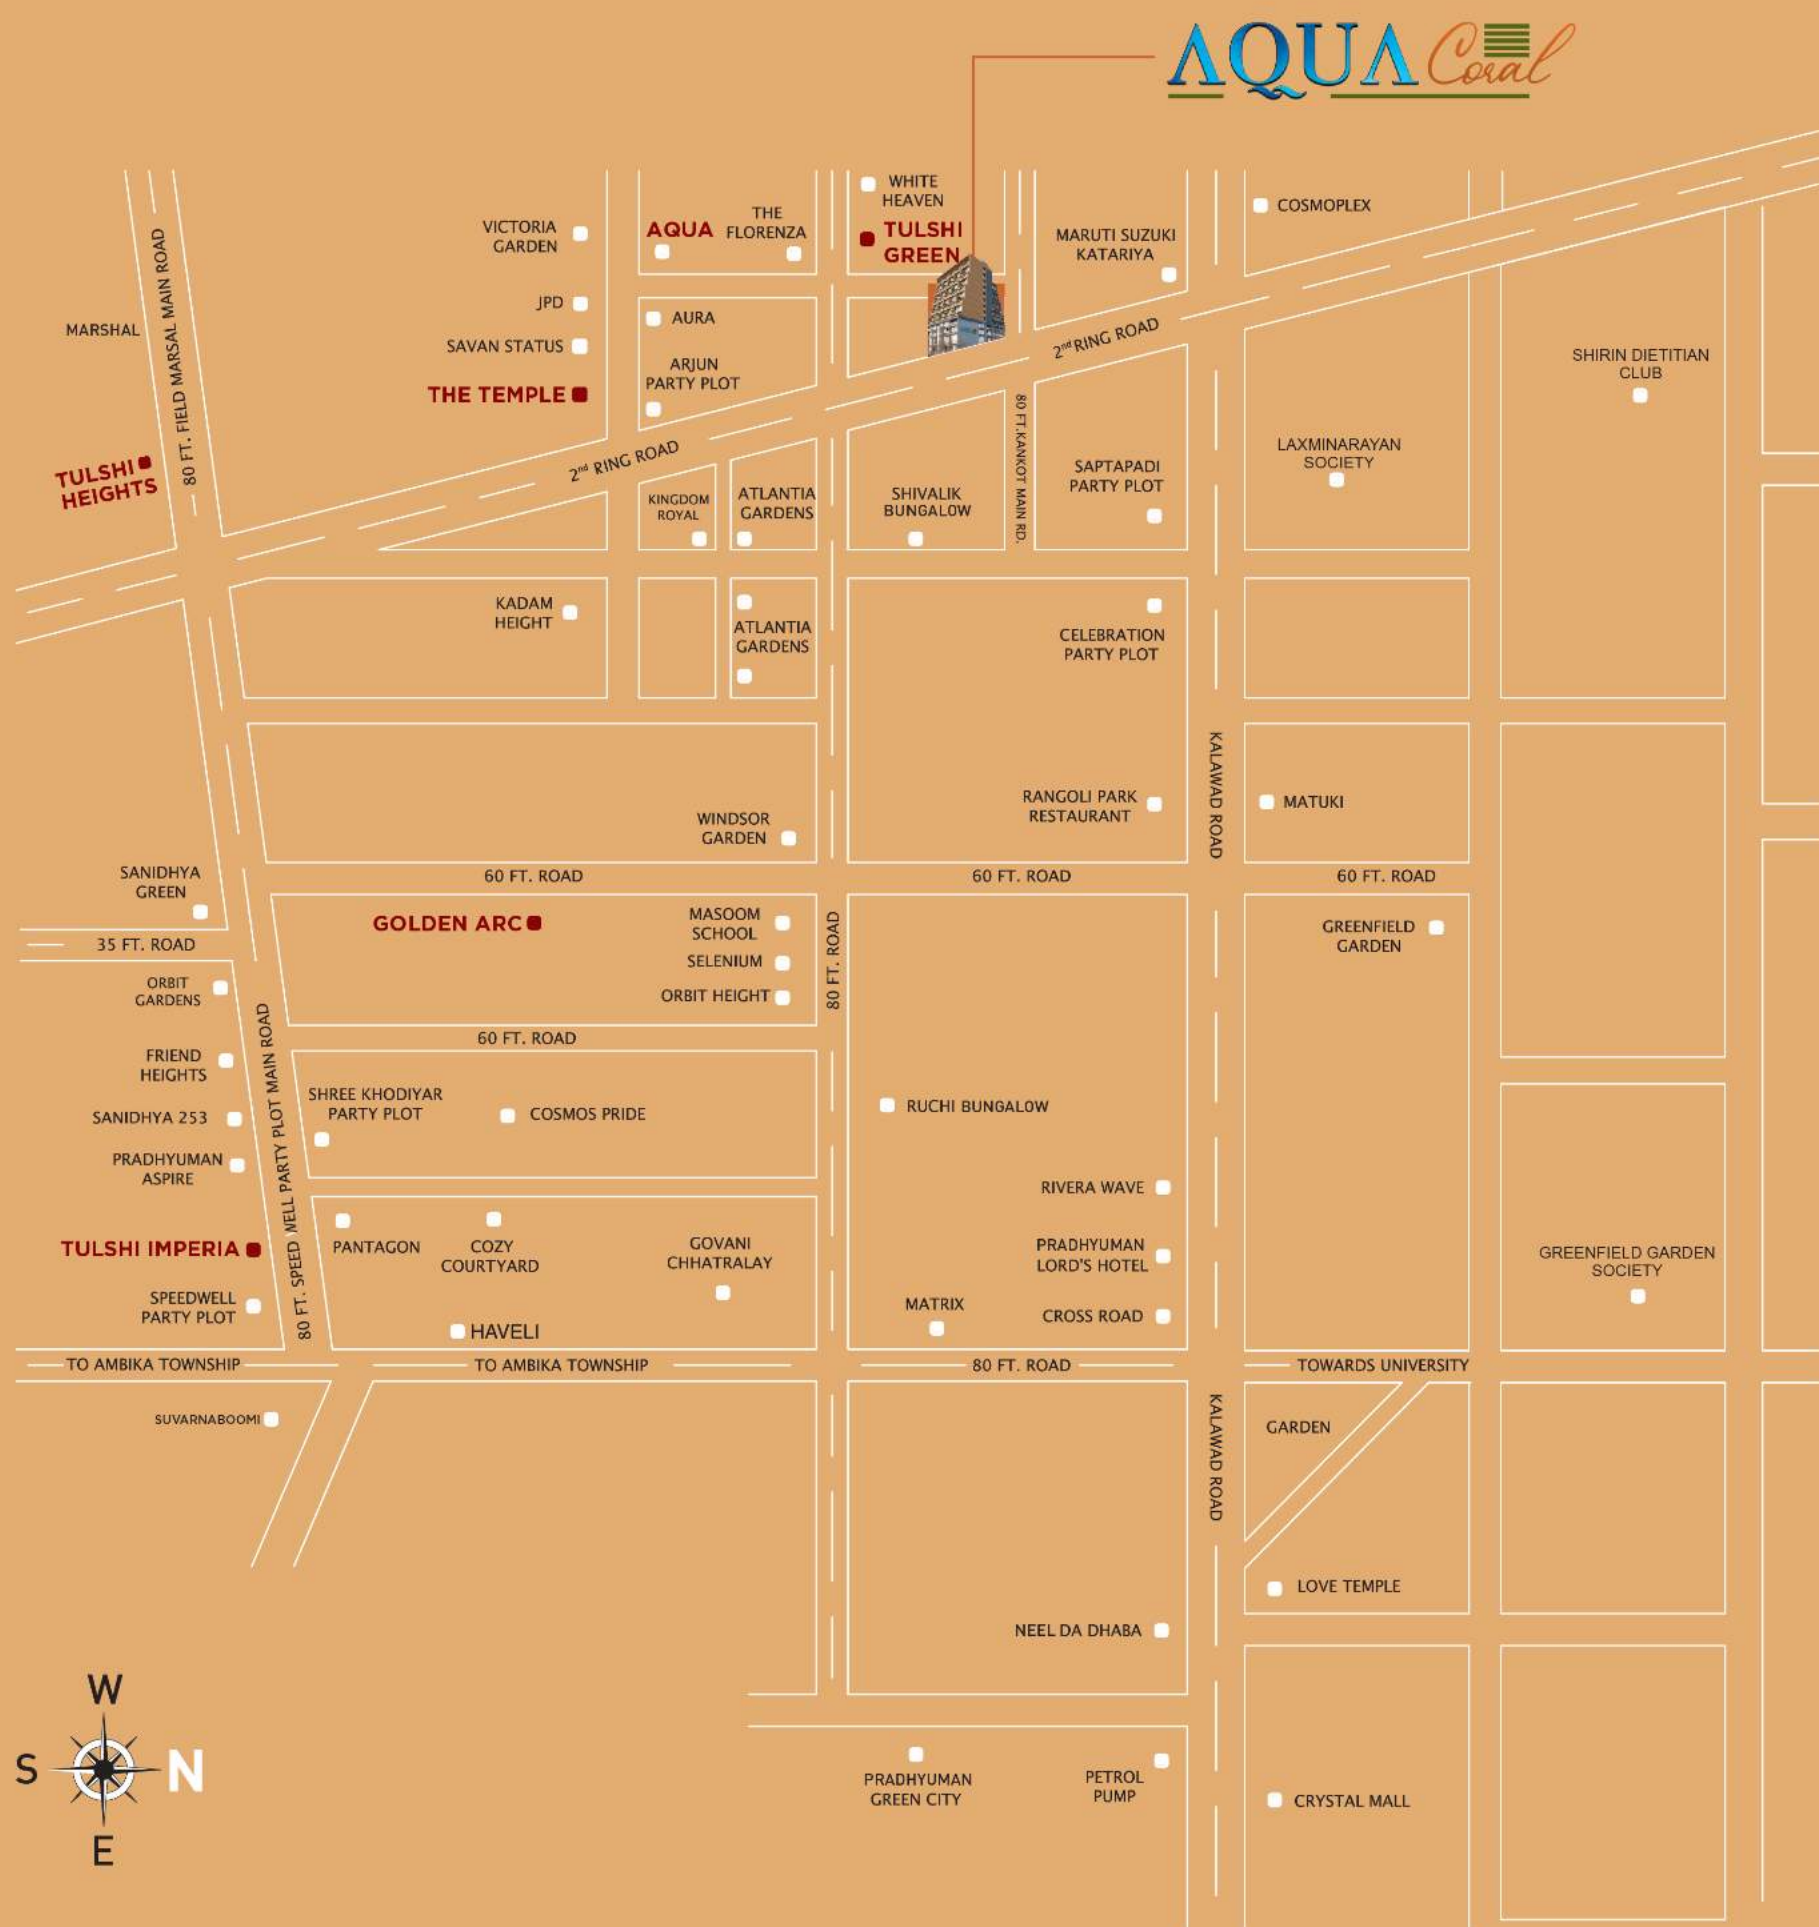 AQUA Coral
WHITE
HEAVEN
TULSHI
GREEN
AQUA
THE
FLORENZA
VICTORIA
GARDEN
COSMOPLEX
MARUTI SUZUKI
KATARIYA
JPD
AURA
SAVAN STATUS
ARJUN
PARTY PLOT
THE TEMPLE
MARSHAL
80 FT. FIELD MARSAL MAIN ROAD
2nd RING ROAD
SHIRIN DIETITIAN
CLUB
TULSHI
HEIGHTS
2nd RING ROAD
80 FT.KANKOT MAIN RD.
LAXMINARAYAN
SOCIETY
SAPTAPADI
PARTY PLOT
KINGDOM
ROYAL
ATLANTIA
GARDENS
SHIVALIK
BUNGALOW
KADAM
HEIGHT
ATLANTIA
GARDENS
CELEBRATION
PARTY PLOT
KALAWAD ROAD
RANGOLI PARK
RESTAURANT
MATUKI
WINDSOR
GARDEN
60 FT. ROAD
60 FT. ROAD
60 FT. ROAD
SANIDHYA
GREEN
GOLDEN ARC
MASOOM
SCHOOL
SELENIUM
ORBIT HEIGHT
80 FT. ROAD
GREENFIELD
GARDEN
35 FT. ROAD
ORBIT
GARDENS
60 FT. ROAD
FRIEND
HEIGHTS
SANIDHYA 253
PRADHYUMAN
ASPIRE
80 FT. SPEED WELL PARTY PLOT MAIN ROAD
SHREE KHODIYAR
PARTY PLOT
COSMOS PRIDE
RUCHI BUNGALOW
RIVERA WAVE
TULSHI IMPERIA
PANTAGON
COZY
COURTYARD
GOVANI
CHHATRALAY
PRADHYUMAN
LORD'S HOTEL
GREENFIELD GARDEN
SOCIETY
SPEEDWELL
PARTY PLOT
HAVELI
MATRIX
CROSS ROAD
TO AMBIKA TOWNSHIP
TO AMBIKA TOWNSHIP
80 FT. ROAD
TOWARDS UNIVERSITY
SUVARNABOOMI
KALAWAD ROAD
GARDEN
LOVE TEMPLE
NEEL DA DHABA
W
S
N
E
PRADHYUMAN
GREEN CITY
PETROL
PUMP
CRYSTAL MALL